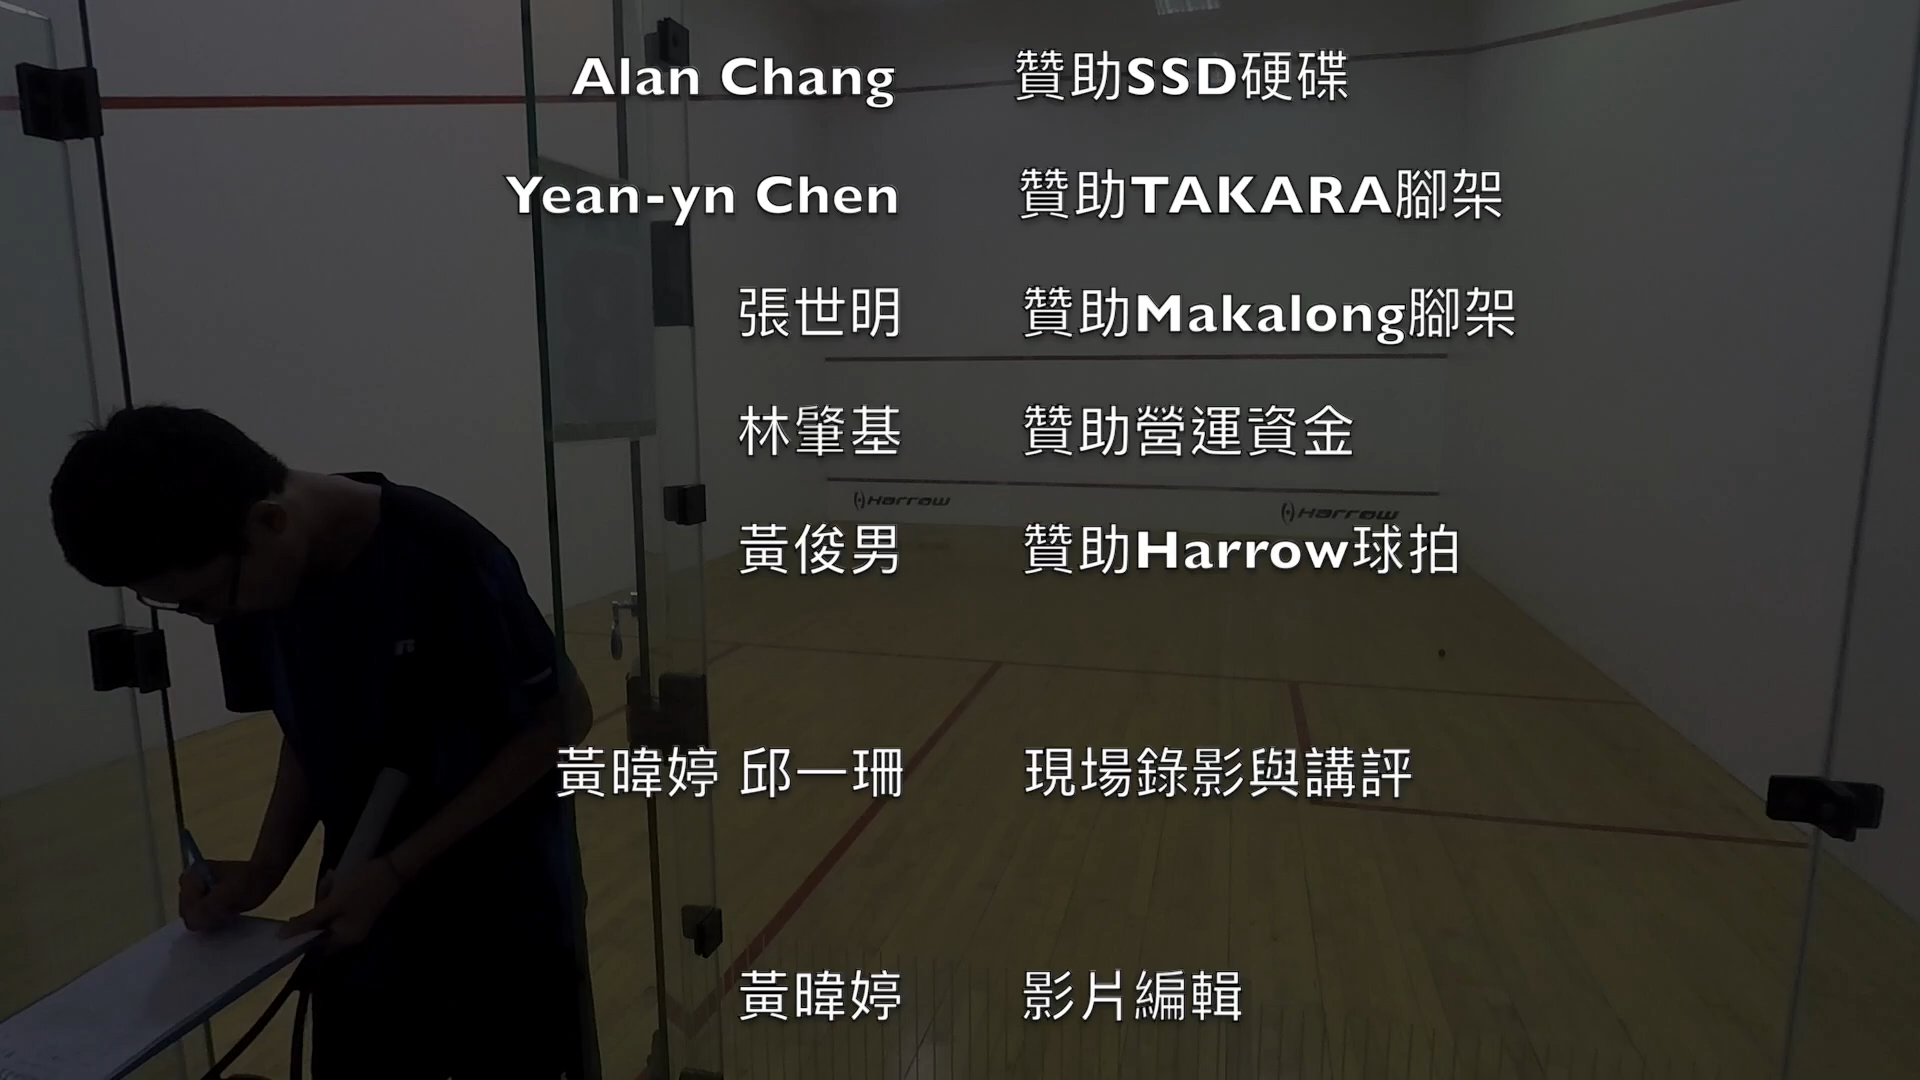 Alan Chang 贊助SSD硬碟
Yean-yn Chen 贊助TAKARA腳架
張世明 贊助Makalong腳架
林肇基 贊助營運資金
Harrow Harrow
黃俊男 贊助Harrow球拍
黃暐婷 邱一珊 現場錄影與講評
黃暐婷 影片編輯